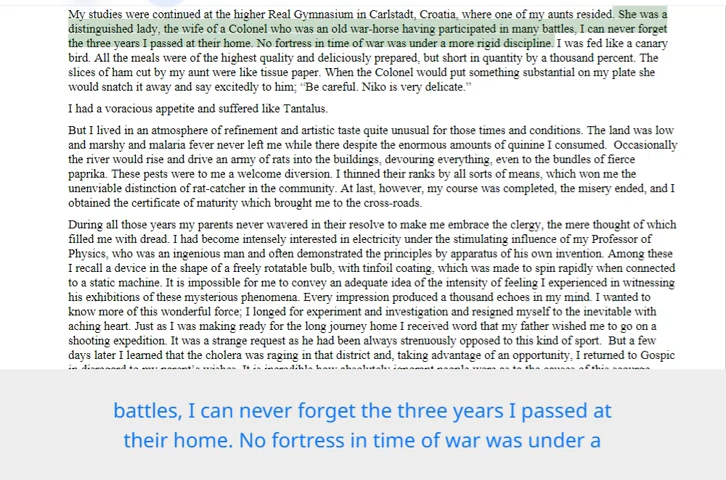 My studies were continued at the higher Real Gymnasium in Carlstadt, Croatia, where one of my aunts resided. She was a
distinguished lady, the wife of a Colonel who was an old war-horse having participated in many battles, I can never forget
the three years I passed at their home. No fortress in time of war was under a more rigid discipline. I was fed like a canary
bird. All the meals were of the highest quality and deliciously prepared, but short in quantity by a thousand percent. The
slices of ham cut by my aunt were like tissue paper. When the Colonel would put something substantial on my plate she
would snatch it away and say excitedly to him; “Be careful. Niko is very delicate.”
I had a voracious appetite and suffered like Tantalus.
But I lived in an atmosphere of refinement and artistic taste quite unusual for those times and conditions. The land was low
and marshy and malaria fever never left me while there despite the enormous amounts of quinine I consumed. Occasionally
the river would rise and drive an army of rats into the buildings, devouring everything, even to the bundles of fierce
paprika. These pests were to me a welcome diversion. I thinned their ranks by all sorts of means, which won me the
unenviable distinction of rat-catcher in the community. At last, however, my course was completed, the misery ended, and I
obtained the certificate of maturity which brought me to the cross-roads.
During all those years my parents never wavered in their resolve to make me embrace the clergy, the mere thought of which
filled me with dread. I had become intensely interested in electricity under the stimulating influence of my Professor of
Physics, who was an ingenious man and often demonstrated the principles by apparatus of his own invention. Among these
I recall a device in the shape of a freely rotatable bulb, with tinfoil coating, which was made to spin rapidly when connected
to a static machine. It is impossible for me to convey an adequate idea of the intensity of feeling I experienced in witnessing
his exhibitions of these mysterious phenomena. Every impression produced a thousand echoes in my mind. I wanted to
know more of this wonderful force; I longed for experiment and investigation and resigned myself to the inevitable with
aching heart. Just as I was making ready for the long journey home I received word that my father wished me to go on a
shooting expedition. It was a strange request as he had been always strenuously opposed to this kind of sport. But a few
days later I learned that the cholera was raging in that district and, taking advantage of an opportunity, I returned to Gospic
battles, I can never forget the three years I passed at
their home. No fortress in time of war was under a